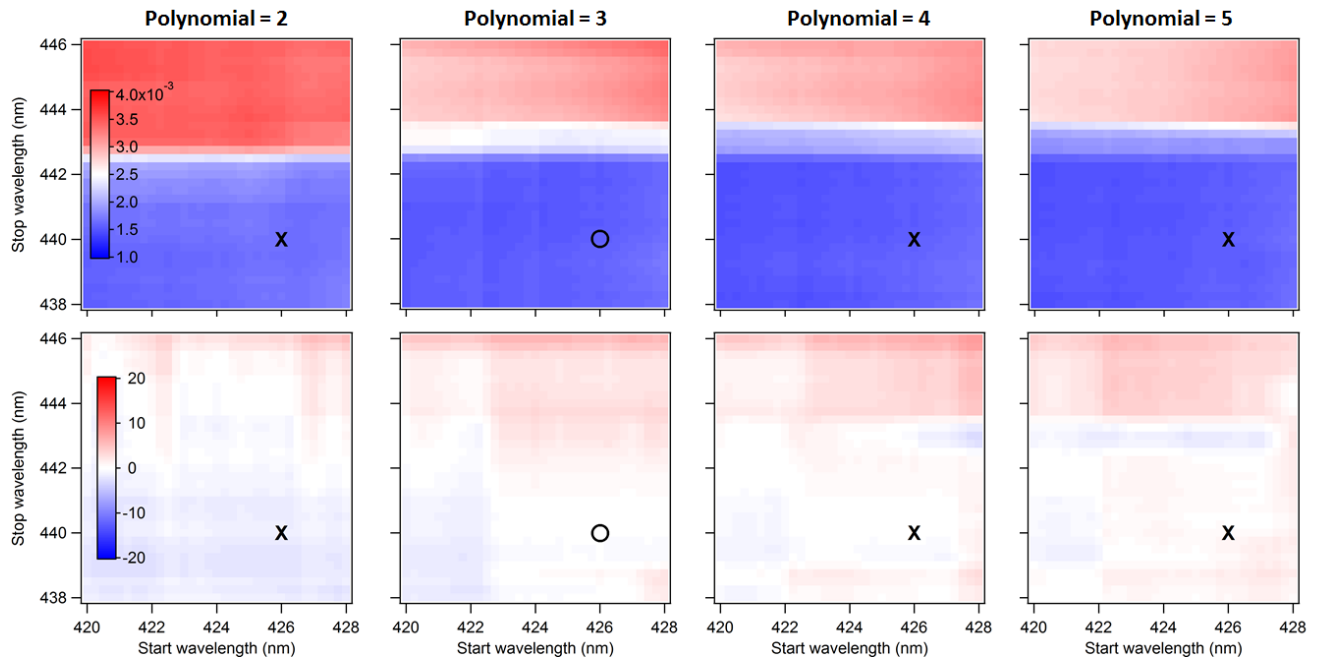 Polynomial = 2
Polynomial = 3
Polynomial = 4
Polynomial = 5
Stop wavelength (nm)
446
444
442
440
438
4.0x10⁻³
3.5
3.0
2.5
2.0
1.5
1.0
X
O
X
X
Stop wavelength (nm)
446
444
442
440
438
20
10
0
-10
-20
X
O
X
X
420 422 424 426 428
420 422 424 426 428
420 422 424 426 428
420 422 424 426 428
Start wavelength (nm)
Start wavelength (nm)
Start wavelength (nm)
Start wavelength (nm)